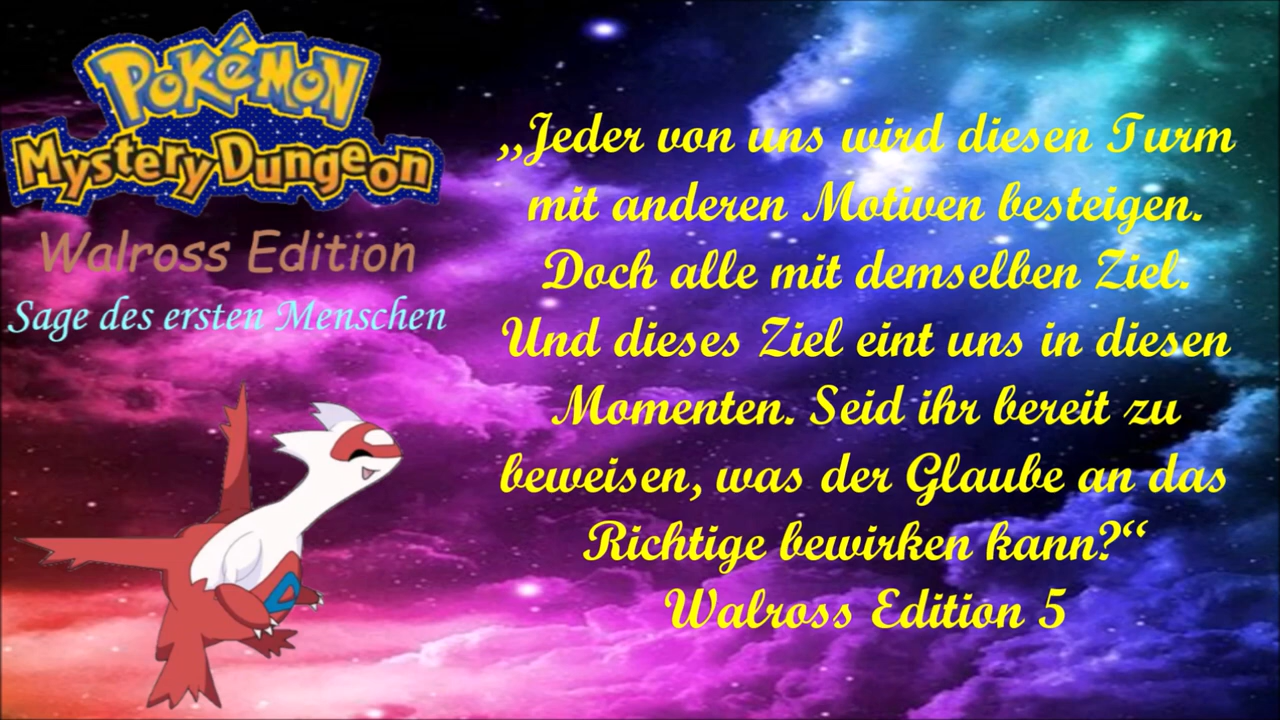 POKéMON
Mystery Dungeon
Walross Edition
Sage des ersten Menschen
„Jeder von uns wird diesen Turm
mit anderen Motiven besteigen.
Doch alle mit demselben Ziel.
Und dieses Ziel eint uns in diesen
Momenten. Seid ihr bereit zu
beweisen, was der Glaube an das
Richtige bewirken kann?“
Walross Edition 5